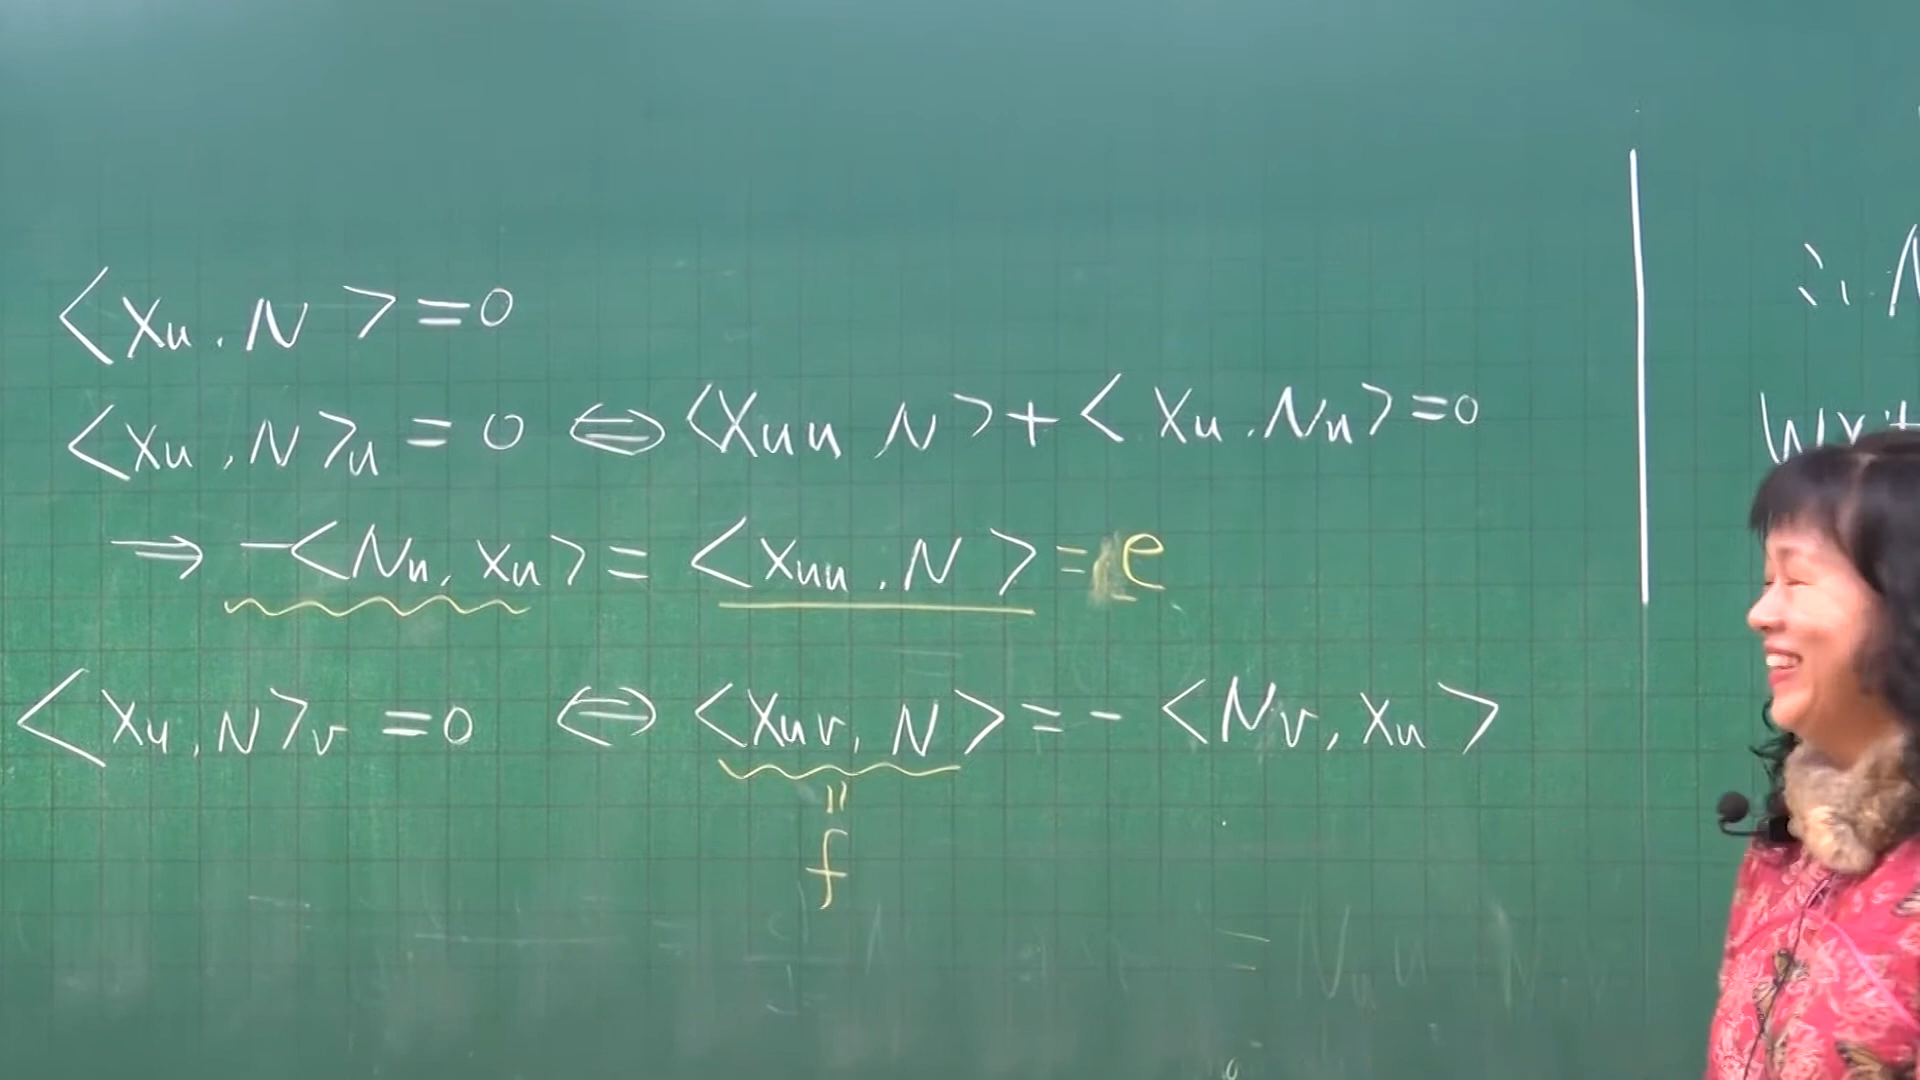 <Xu, N> = 0
<Xu, N>u = 0 ⇔ <Xuu N> + <Xu, Nu> = 0
⇒ -<Nu, Xu> = <Xuu, N> = e
<Xu, N>v = 0 ⇔ <Xuv, N> = - <Nv, Xu>
"
f
∴ N